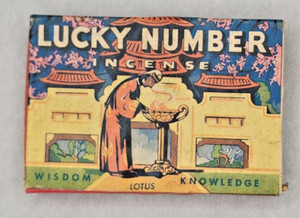 LUCKY NUMBER
INCENSE
WISDOM
LOTUS
KNOWLEDGE